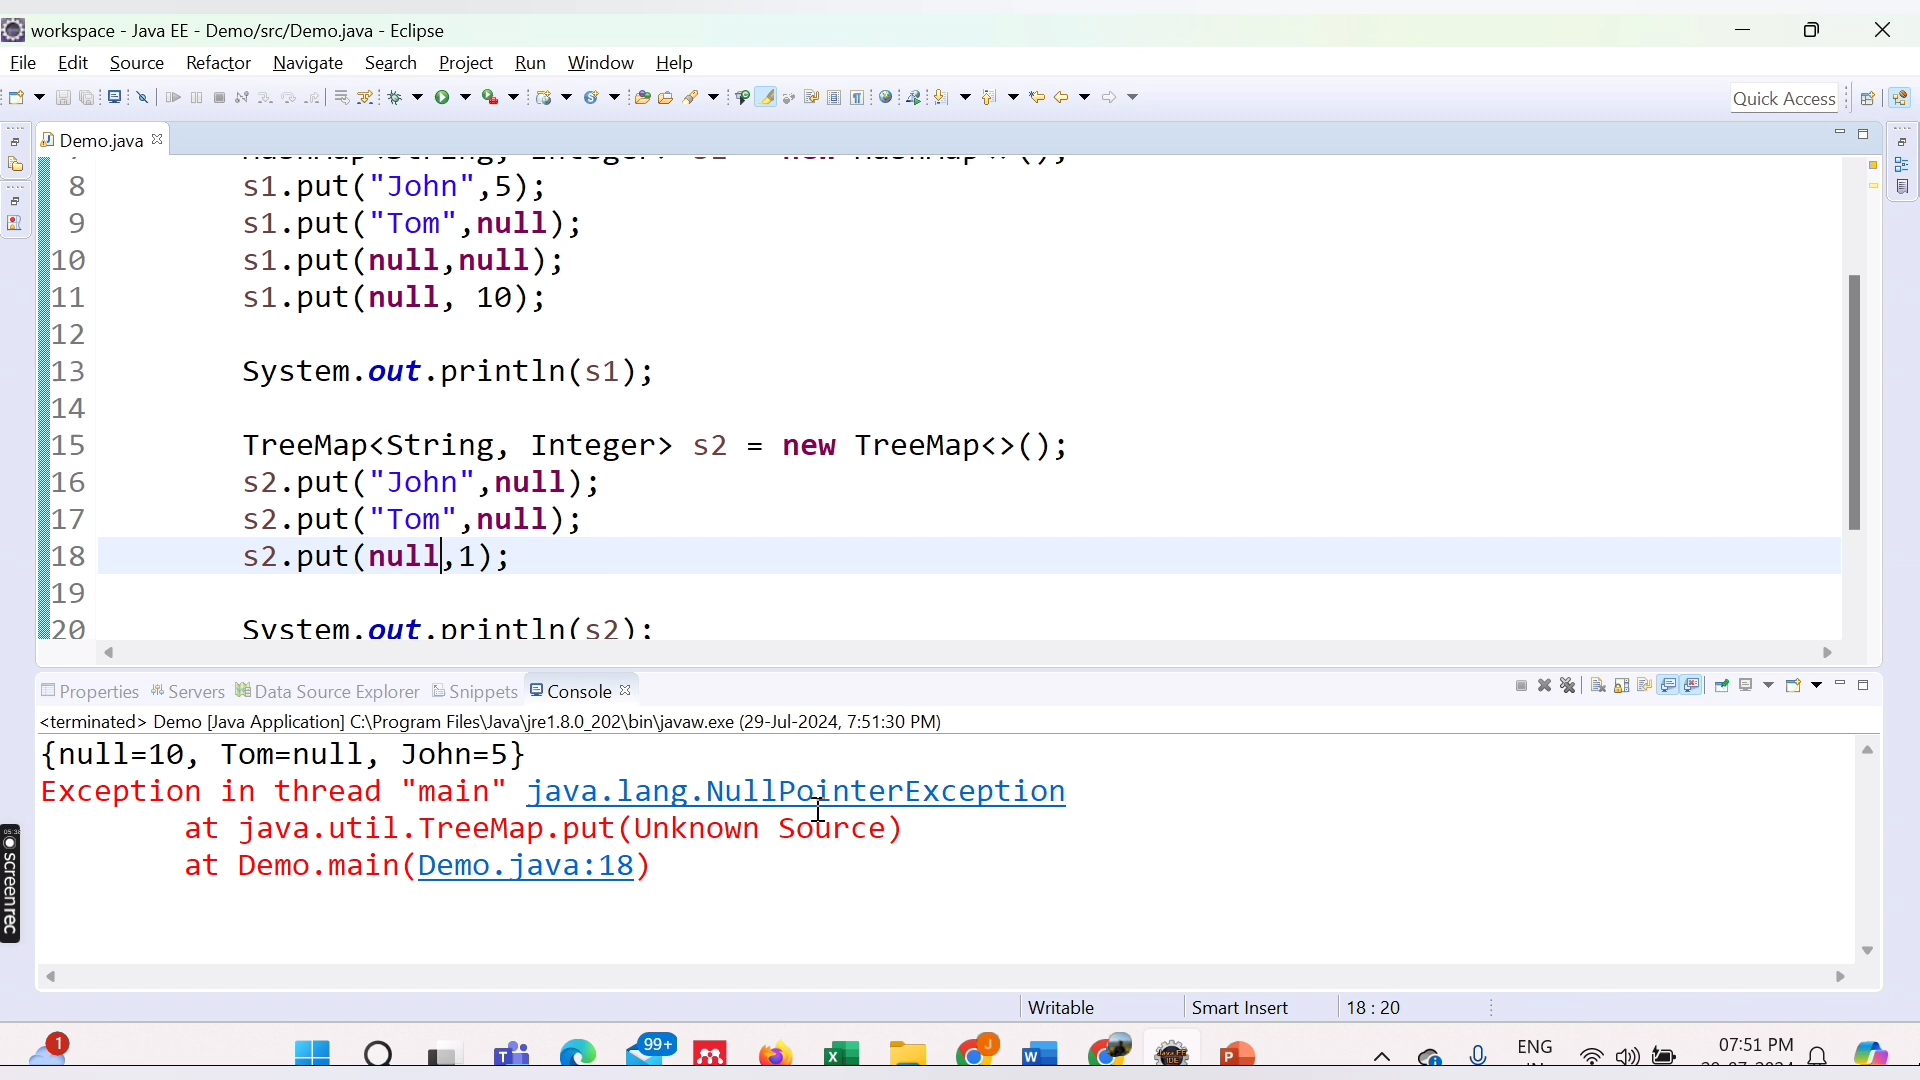 workspace - Java EE - Demo/src/Demo.java - Eclipse
File Edit Source Refactor Navigate Search Project Run Window Help
Quick Access
Demo.java
8 s1.put("John",5);
9 s1.put("Tom",null);
10 s1.put(null,null);
11 s1.put(null, 10);
12
13 System.out.println(s1);
14
15 TreeMap<String, Integer> s2 = new TreeMap<>();
16 s2.put("John",null);
17 s2.put("Tom",null);
18 s2.put(null,1);
19
20 System.out.println(s2);
Properties Servers Data Source Explorer Snippets Console
<terminated> Demo [Java Application] C:\Program Files\Java\jre1.8.0_202\bin\javaw.exe (29-Jul-2024, 7:51:30 PM)
{null=10, Tom=null, John=5}
Exception in thread "main" java.lang.NullPointerException
at java.util.TreeMap.put(Unknown Source)
at Demo.main(Demo.java:18)
screenrec
Writable Smart Insert 18 : 20
1
99+
ENG
07:51 PM